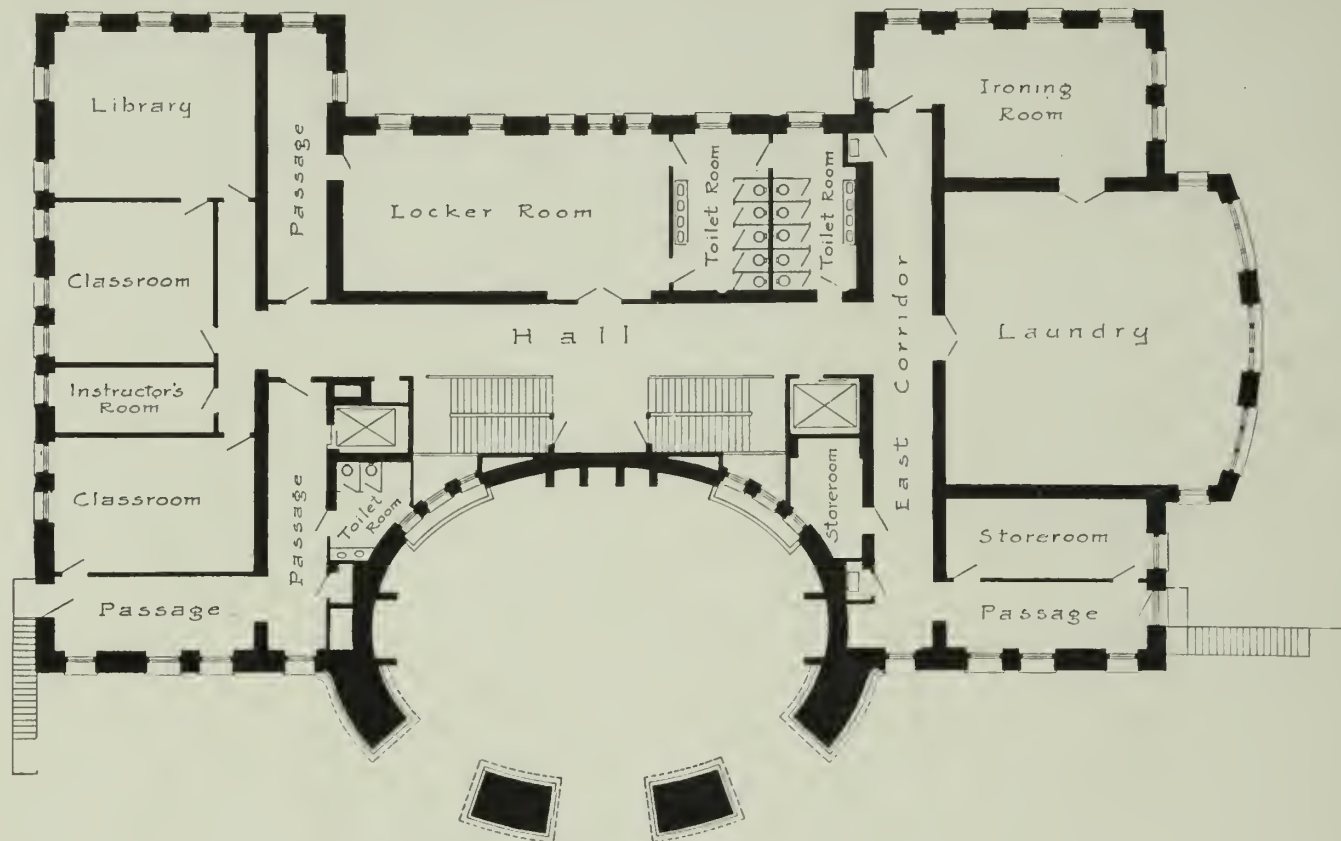 Library
Passage
Ironing
Room
Locker Room
Toilet Room
Toilet Room
Classroom
Hall
East Corridor
Laundry
Instructor's
Room
Classroom
Passage
Toilet
Room
Storeroom
Storeroom
Passage
Passage